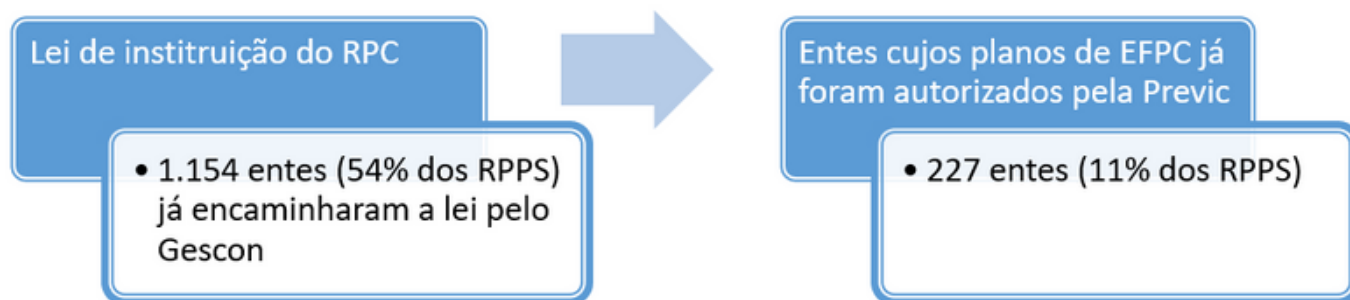 Lei de instituição do RPC
• 1.154 entes (54% dos RPPS)
já encaminharam a lei pelo
Gescon
Entes cujos planos de EFPC já
foram autorizados pela Previc
• 227 entes (11% dos RPPS)